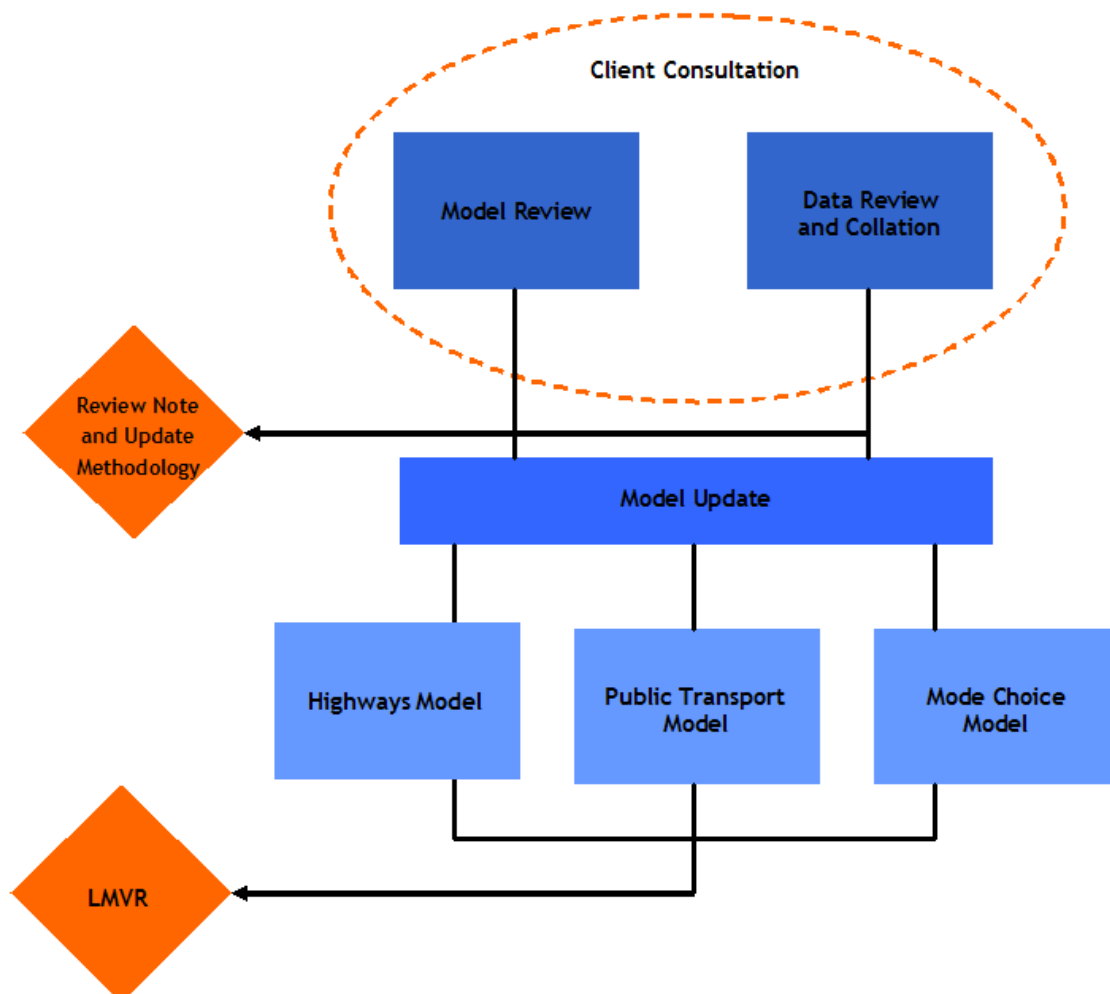 Client Consultation
Model Review
Data Review
and Collation
Review Note
and Update
Methodology
Model Update
Highways Model
Public Transport
Model
Mode Choice
Model
LMVR